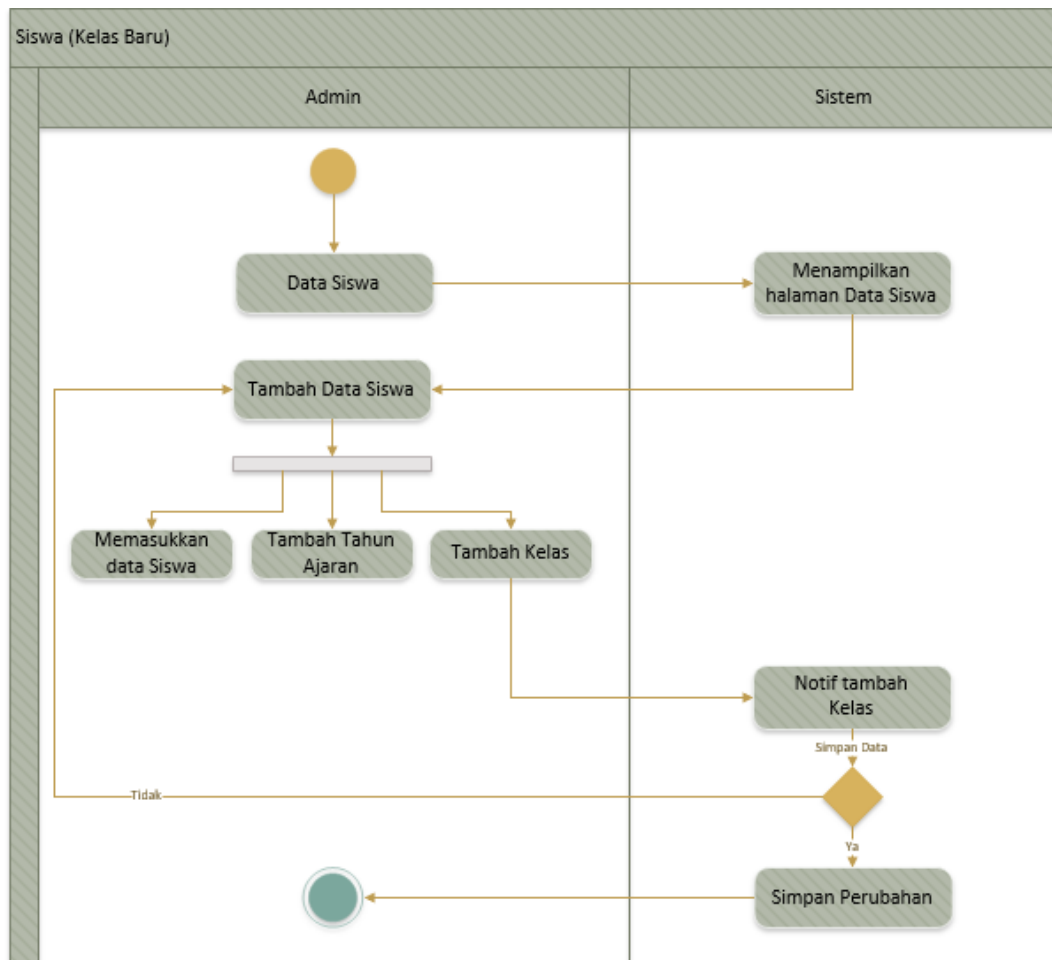 Siswa (Kelas Baru)
Admin
Sistem
Data Siswa
Menampilkan
halaman Data Siswa
Tambah Data Siswa
Memasukkan
data Siswa
Tambah Tahun
Ajaran
Tambah Kelas
Notif tambah
Kelas
Simpan Data
Tidak
Ya
Simpan Perubahan